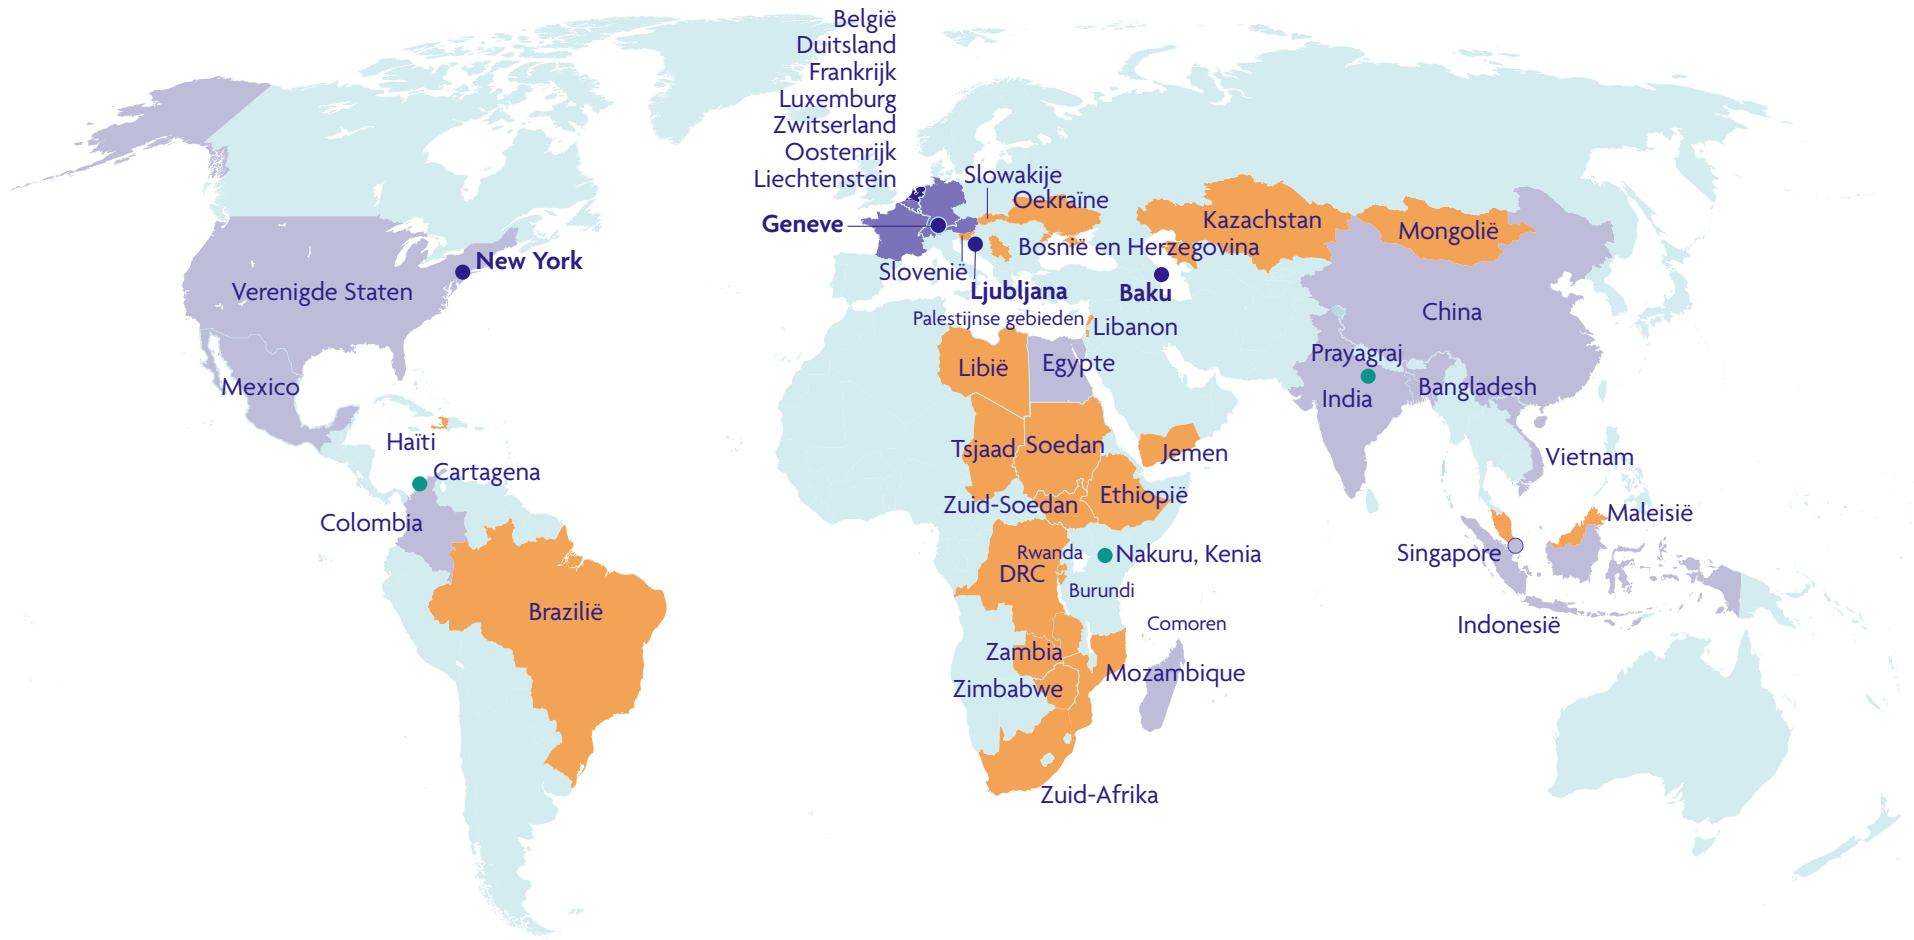 België
Duitsland
Frankrijk
Luxemburg
Zwitserland
Oostenrijk
Liechtenstein
Slowakije
Oekraïne
Geneve
Kazachstan
Mongolië
Bosnië en Herzegovina
New York
Slovenië
Verenigde Staten
Ljubljana
Baku
China
Palestijnse gebieden
Libanon
Prayagraj
Libië
Egypte
Mexico
Bangladesh
India
Haïti
Tsjaad
Soedan
Jemen
Vietnam
Cartagena
Ethiopië
Zuid-Soedan
Maleisië
Colombia
Rwanda
Nakuru, Kenia
Singapore
DRC
Burundi
Brazilië
Comoren
Indonesië
Zambia
Mozambique
Zimbabwe
Zuid-Afrika